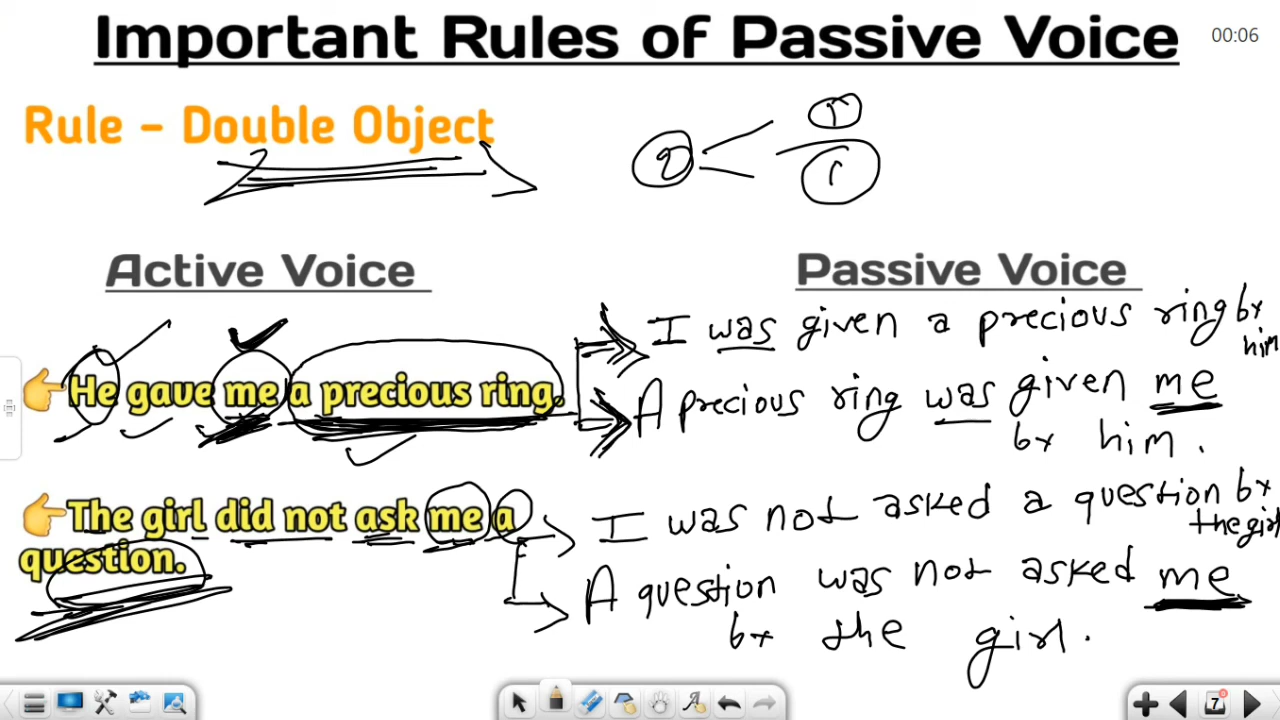 Important Rules of Passive Voice
00:06
Rule - Double Object
Active Voice
Passive Voice
He gave me a precious ring.
I was given a precious ring by
him
A precious ring was given me
by him.
The girl did not ask me a
question.
I was not asked a question by
the girl
A question was not asked me
by the girl.
7